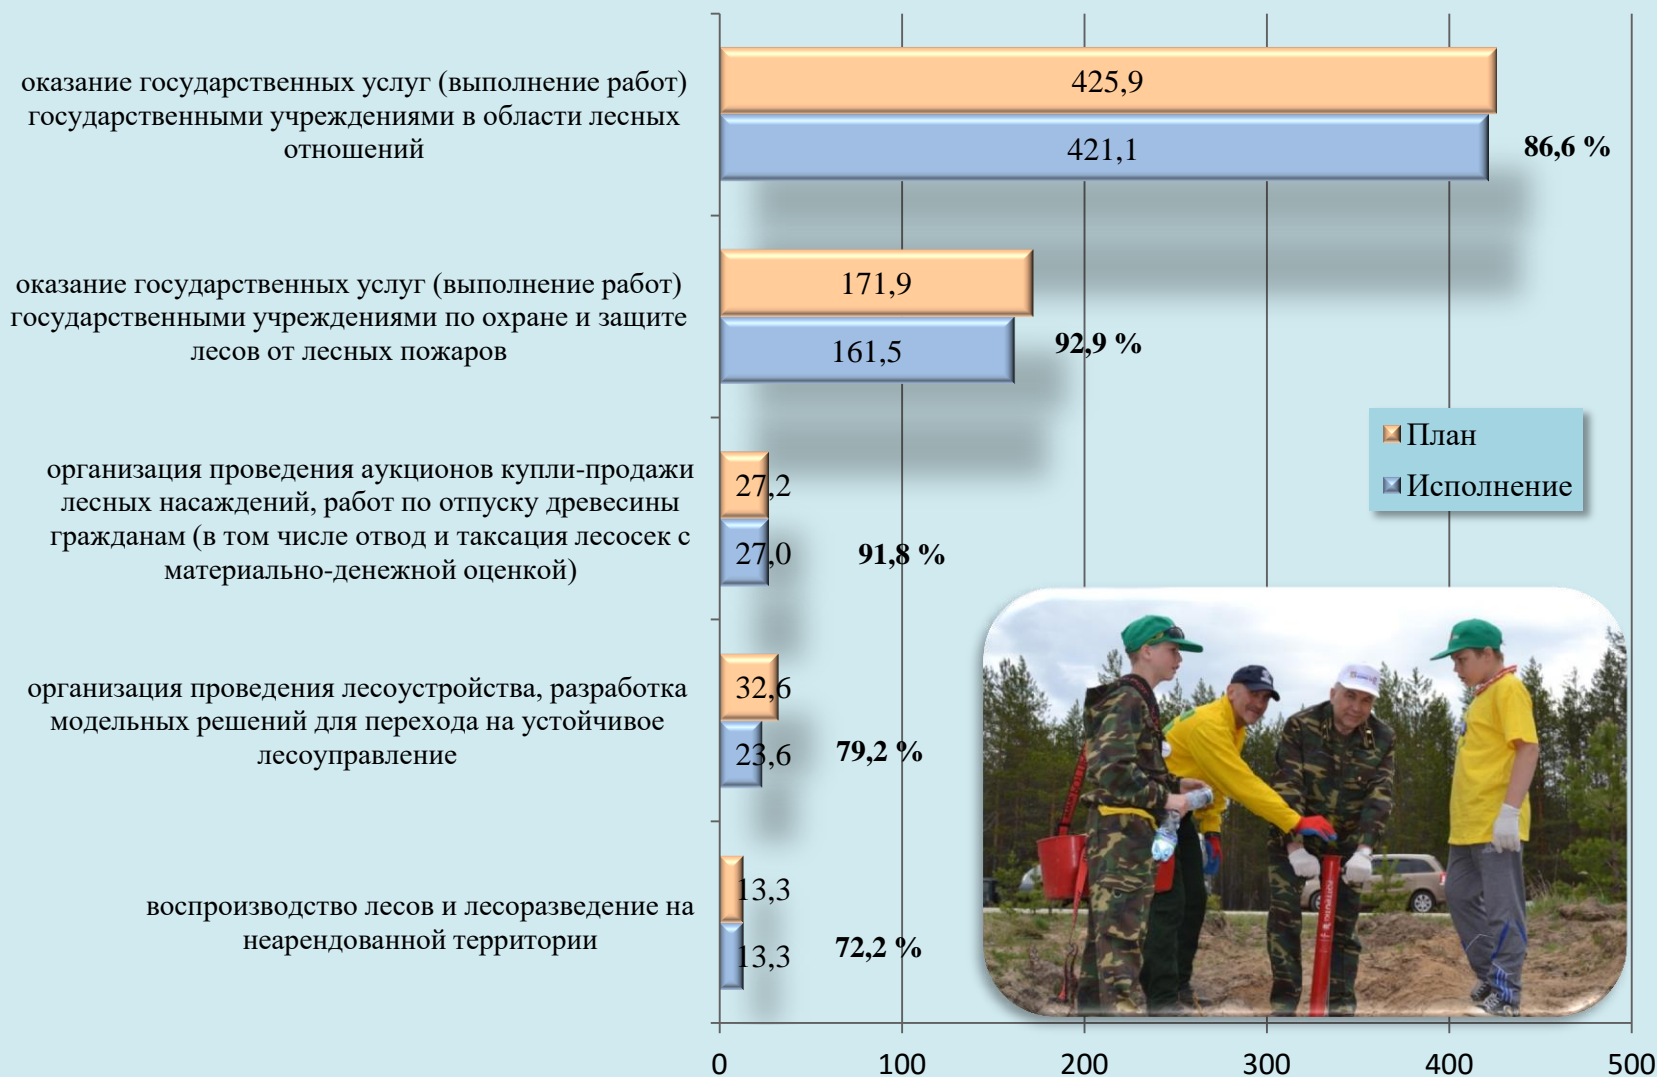 оказание государственных услуг (выполнение работ)
государственными учреждениями в области лесных
отношений
425,9
421,1
86,6 %
оказание государственных услуг (выполнение работ)
государственными учреждениями по охране и защите
лесов от лесных пожаров
171,9
161,5
92,9 %
План
Исполнение
организация проведения аукционов купли-продажи
лесных насаждений, работ по отпуску древесины
гражданам (в том числе отвод и таксация лесосек с
материально-денежной оценкой)
27,2
27,0
91,8 %
организация проведения лесоустройства, разработка
модельных решений для перехода на устойчивое
лесоуправление
32,6
23,6
79,2 %
воспроизводство лесов и лесоразведение на
неарендованной территории
13,3
13,3
72,2 %
0 100 200 300 400 500